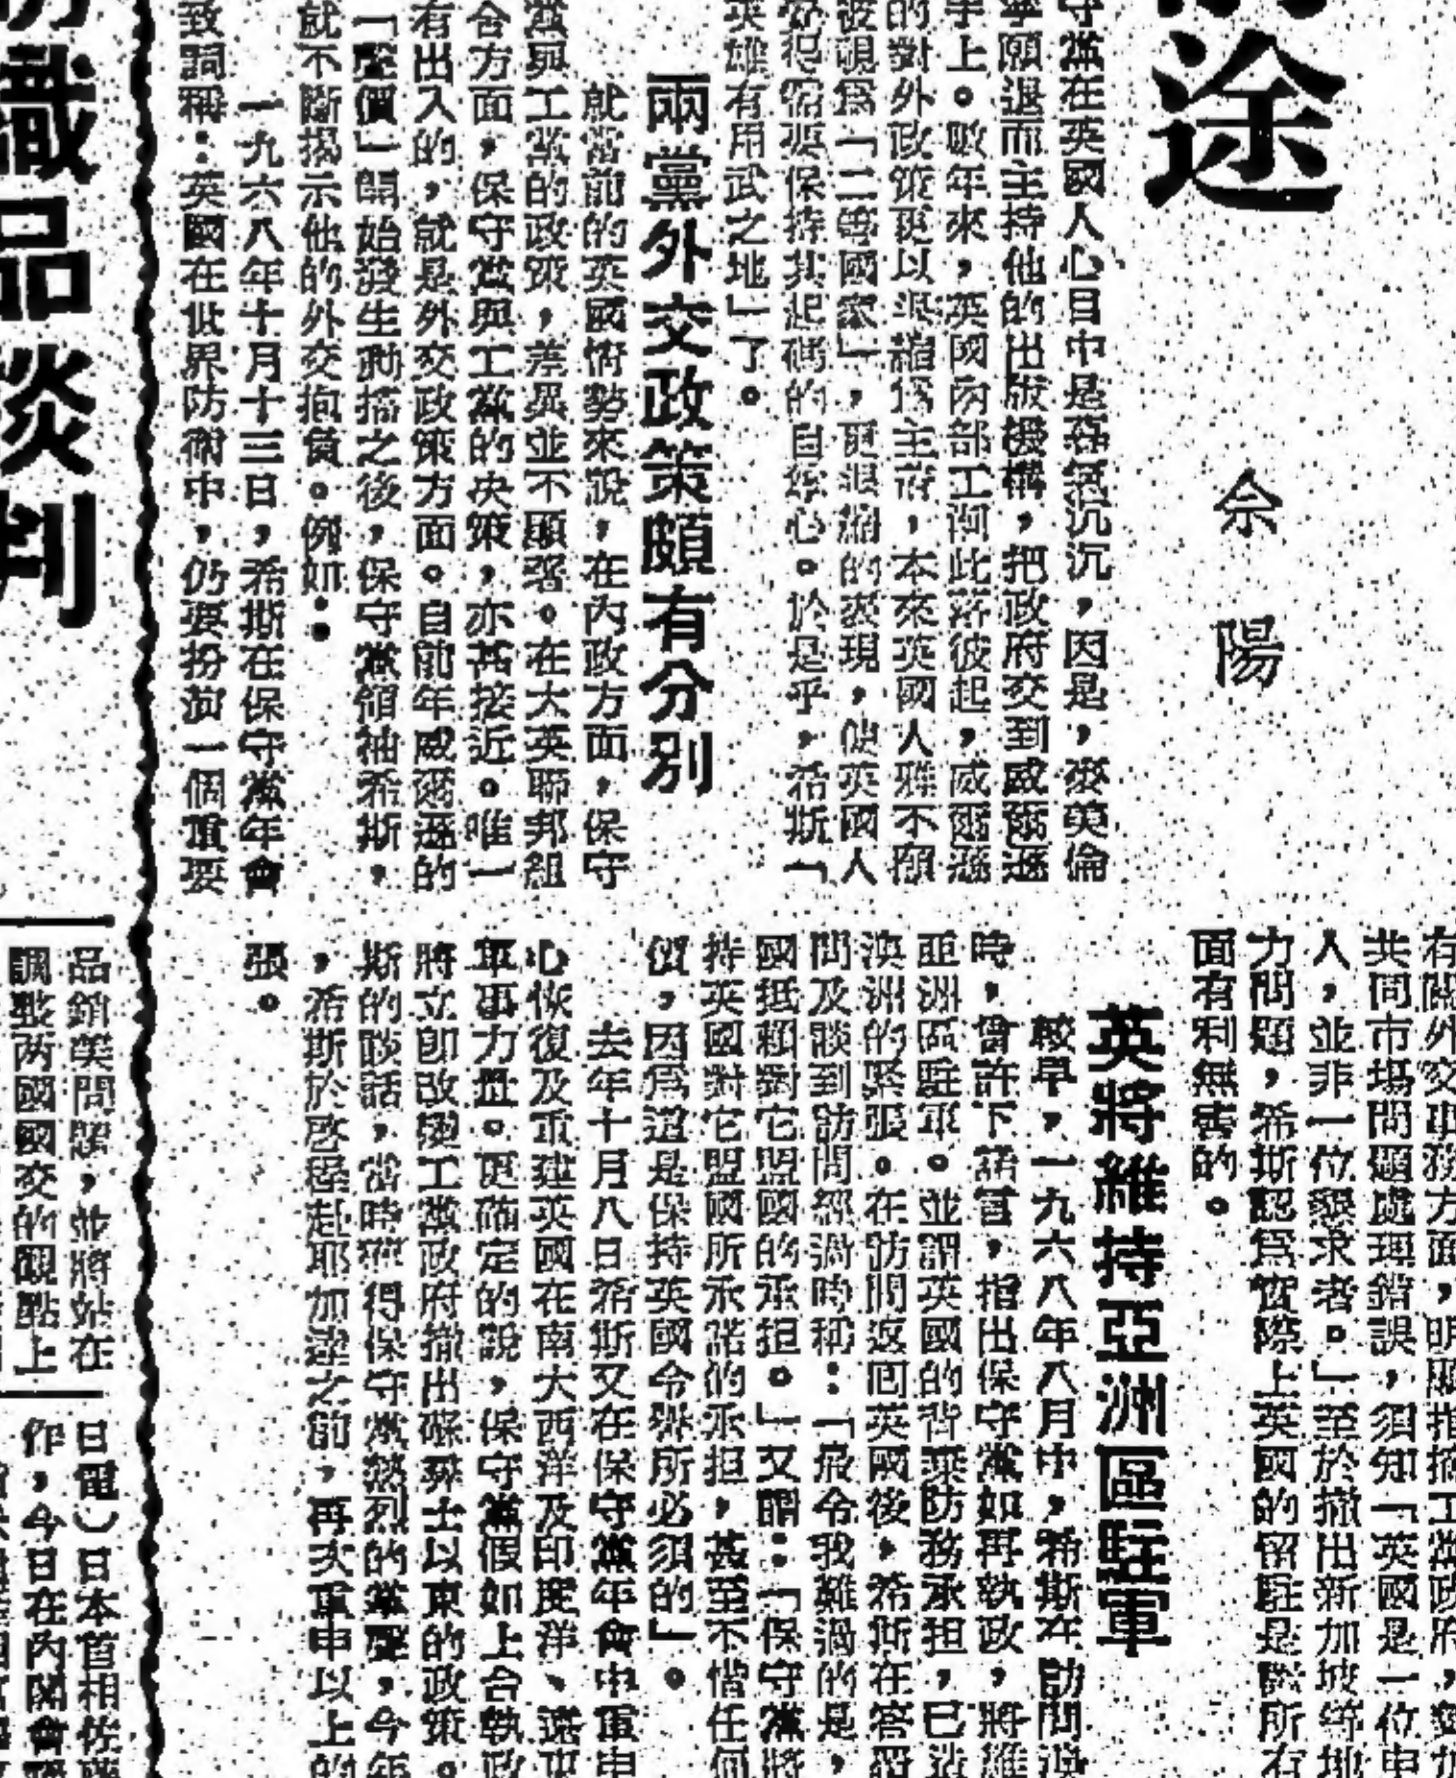 途
佘陽
守黨在英國人心目中是暮氣沉沉，因是，麥美倫
寧願退而主持他的出版機構，把政府交到威爾遜
手上。數年來，英國內部工潮此落彼起，威爾遜
的對外政策更以退縮爲主旨，本來英國人雅不願
被視爲「二等國家」，更退縮的表現，使英國人
覺得需要保持其起碼的自尊心。於是乎，希斯「
英雄有用武之地」了。
兩黨外交政策頗有分別
就當前的英國情勢來說，在內政方面，保守
黨與工黨的政策，差異並不顯著。在大英聯邦組
合方面，保守黨與工黨的決策，亦甚接近。唯一
有出入的，就是外交政策方面。自前年威爾遜的
「聲價」開始發生動搖之後，保守黨領袖希斯，
就不斷揭示他的外交抱負。例如：
一九六八年十月十三日，希斯在保守黨年會
致詞稱：英國在世界防衛中，仍要扮演一個重要
有關外交事務方面，明顯指摘工黨政府，對
共同市場問題處理錯誤，須知「英國是一位申
人，並非一位懇求者。」至於撤出新加坡等地
力問題，希斯認爲實際上英國的留駐是對所有
面有利無害的。
英將維持亞洲區駐軍
較早，一九六八年八月中，希斯在訪問澳
時，曾許下諾言，指出保守黨如再執政，將維
亞洲區駐軍。並謂英國的背棄防務承担，已造
澳洲的緊張。在訪問返回英國後，希斯在答覆
問及談到訪問經過時稱：「最令我難過的是，
國抵賴對它盟國的承担。」又謂：「保守黨將
持英國對它盟國所承諾的承担，甚至不惜任何
價，因爲這是保持英國令譽所必須的」。
去年十月八日希斯又在保守黨年會中重申
心恢復及重建英國在南大西洋及印度洋、遠東
軍事力量。更確定的說，保守黨假如上台執政
將立即改變工黨政府撤出蘇彝士以東的政策。
斯的談話，當時獲得保守黨熱烈的掌聲，今年
，希斯於啓程赴耶加達之前，再次重申以上的
張。
紡織品談判
品銷美問題，並將站在
調整両國國交的觀點上
日電）日本首相佐藤
作，今日在內閣會